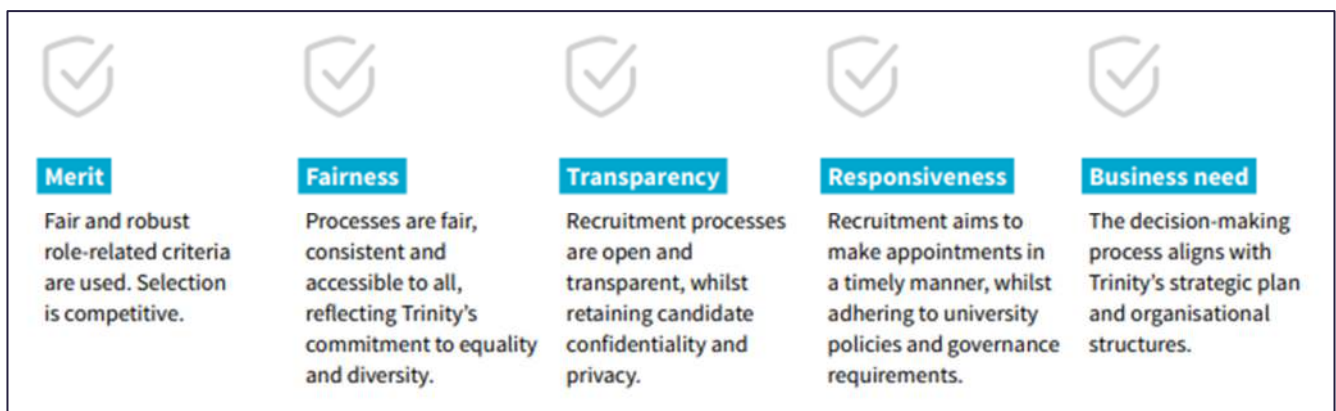 Merit
Fair and robust
role-related criteria
are used. Selection
is competitive.
Fairness
Processes are fair,
consistent and
accessible to all,
reflecting Trinity's
commitment to equality
and diversity.
Transparency
Recruitment processes
are open and
transparent, whilst
retaining candidate
confidentiality and
privacy.
Responsiveness
Recruitment aims to
make appointments in
a timely manner, whilst
adhering to university
policies and governance
requirements.
Business need
The decision-making
process aligns with
Trinity's strategic plan
and organisational
structures.